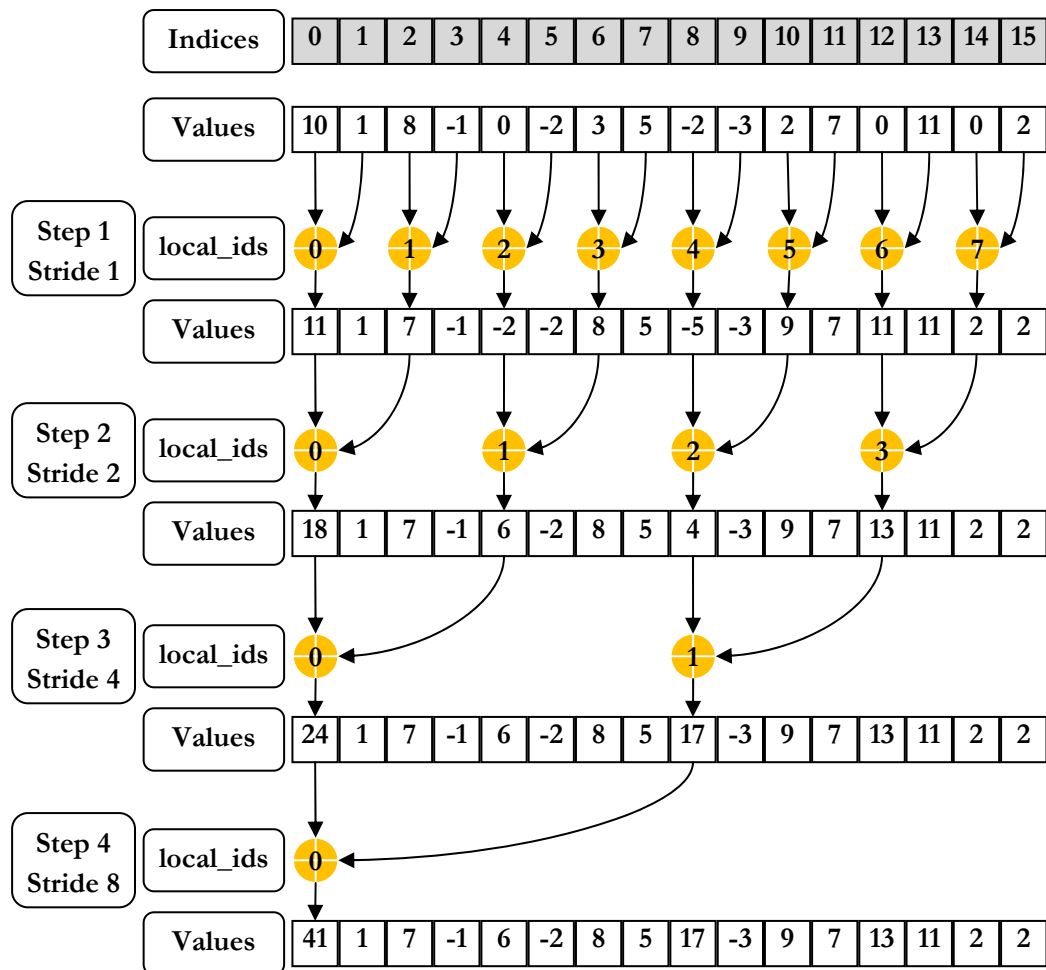 Indices 0 1 2 3 4 5 6 7 8 9 10 11 12 13 14 15
Values 10 1 8 -1 0 -2 3 5 -2 -3 2 7 0 11 0 2
Step 1
Stride 1
local_ids 0 1 2 3 4 5 6 7
Values 11 1 7 -1 -2 -2 8 5 -5 -3 9 7 11 11 2 2
Step 2
Stride 2
local_ids 0 1 2 3
Values 18 1 7 -1 6 -2 8 5 4 -3 9 7 13 11 2 2
Step 3
Stride 4
local_ids 0 1
Values 24 1 7 -1 6 -2 8 5 17 -3 9 7 13 11 2 2
Step 4
Stride 8
local_ids 0
Values 41 1 7 -1 6 -2 8 5 17 -3 9 7 13 11 2 2